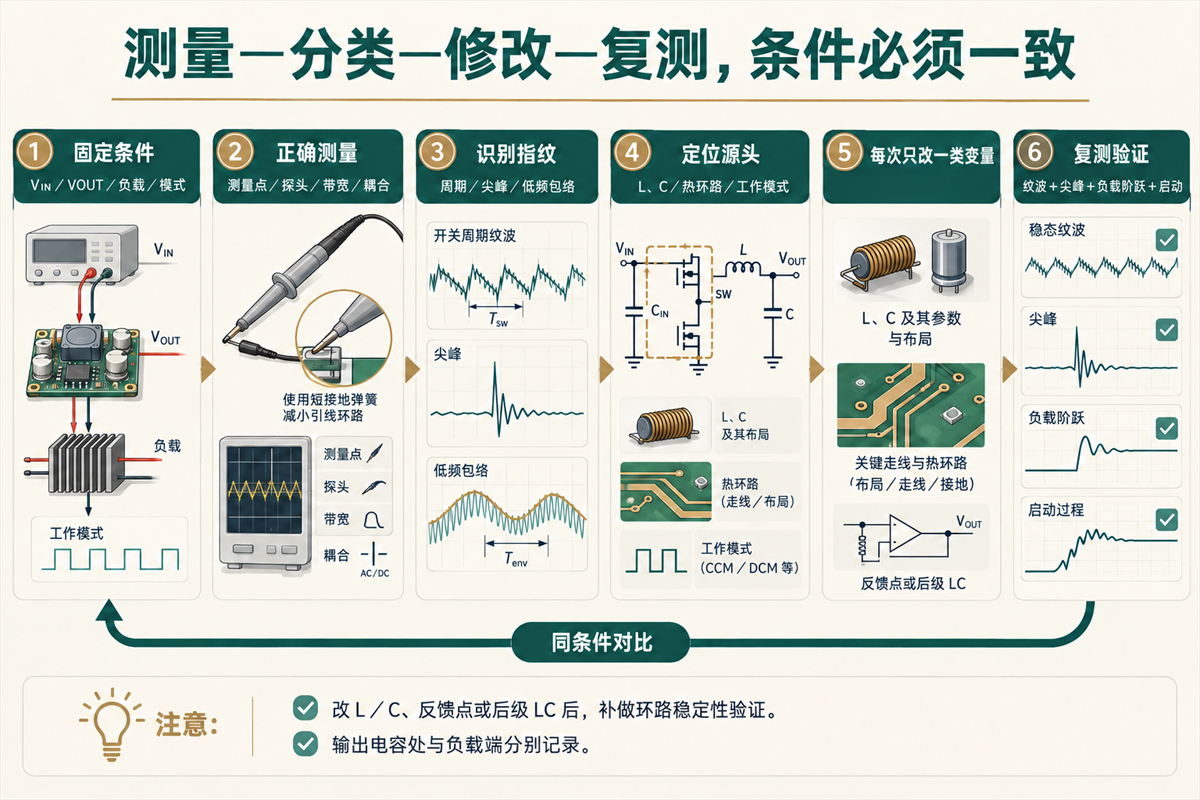 测量—分类—修改—复测，条件必须一致
1 固定条件
VIN／VOUT／负载／模式
VIN
VOUT
负载
工作模式
2 正确测量
测量点／探头／带宽／耦合
使用短接地弹簧
减小引线环路
测量点
探头
带宽
耦合
AC/DC
3 识别指纹
周期／尖峰／低频包络
开关周期纹波
Tsw
尖峰
低频包络
Tenv
4 定位源头
L、C／热环路／工作模式
VIN
L
VOUT
SW
CIN
C
L、C
及其布局
热环路
（走线／布局）
工作模式
（CCM／DCM 等）
5 每次只改一类变量
L、C 及其参数
与布局
关键走线与热环路
（布局／走线／接地）
VOUT
反馈点或后级 LC
6 复测验证
纹波＋尖峰＋负载阶跃＋启动
稳态纹波
尖峰
负载阶跃
启动过程
同条件对比
注意：
改 L／C、反馈点或后级 LC 后，补做环路稳定性验证。
输出电容处与负载端分别记录。